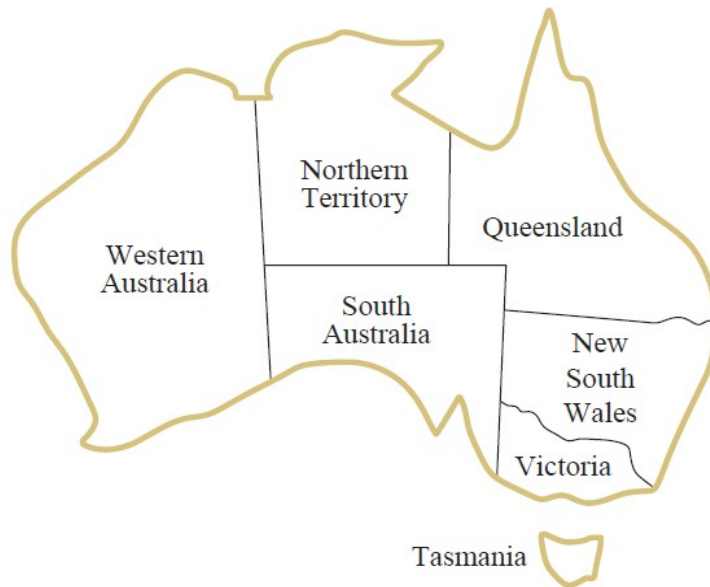 Northern
Territory
Queensland
Western
Australia
South
Australia
New
South
Wales
Victoria
Tasmania